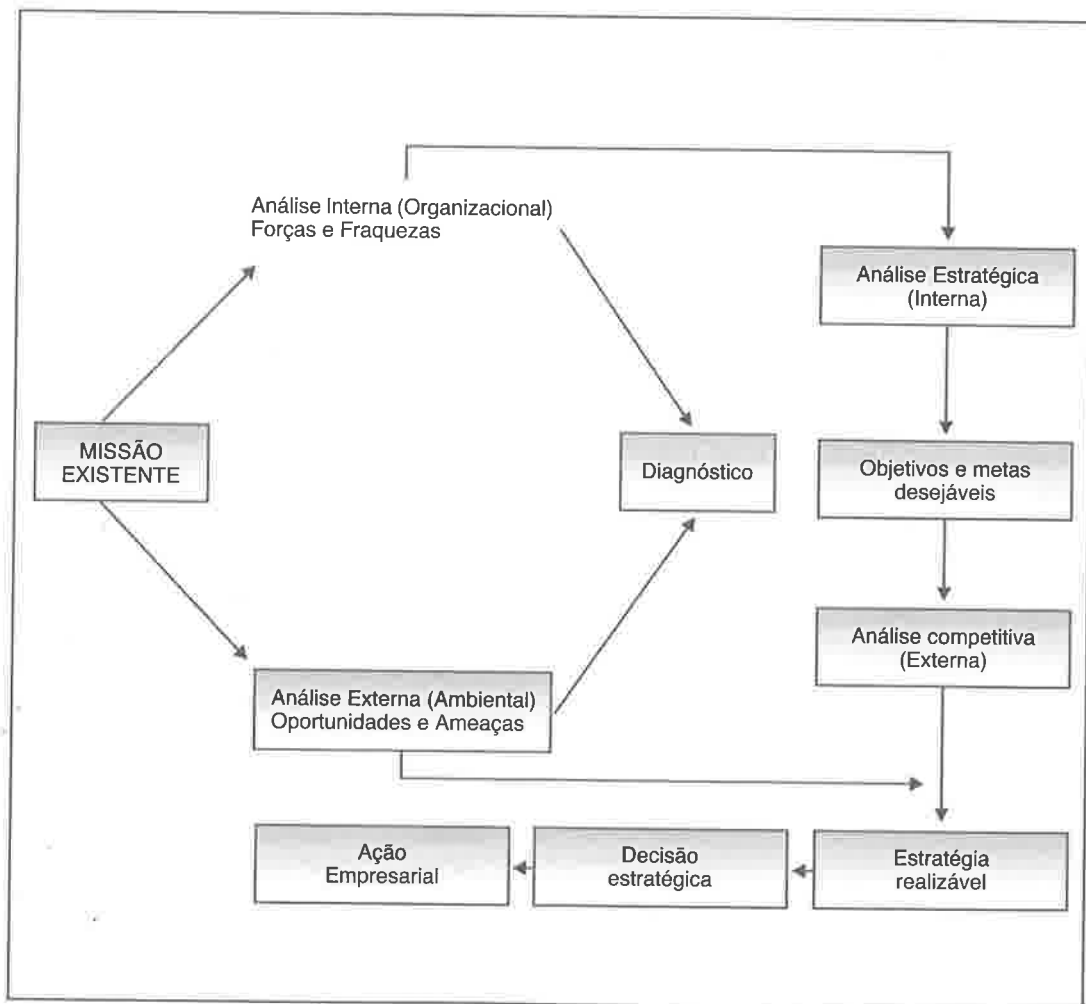 Análise Interna (Organizacional)
Forças e Fraquezas
Análise Estratégica
(Interna)
MISSÃO
EXISTENTE
Diagnóstico
Objetivos e metas
desejáveis
Análise competitiva
(Externa)
Análise Externa (Ambiental)
Oportunidades e Ameaças
Ação
Empresarial
Decisão
estratégica
Estratégia
realizável